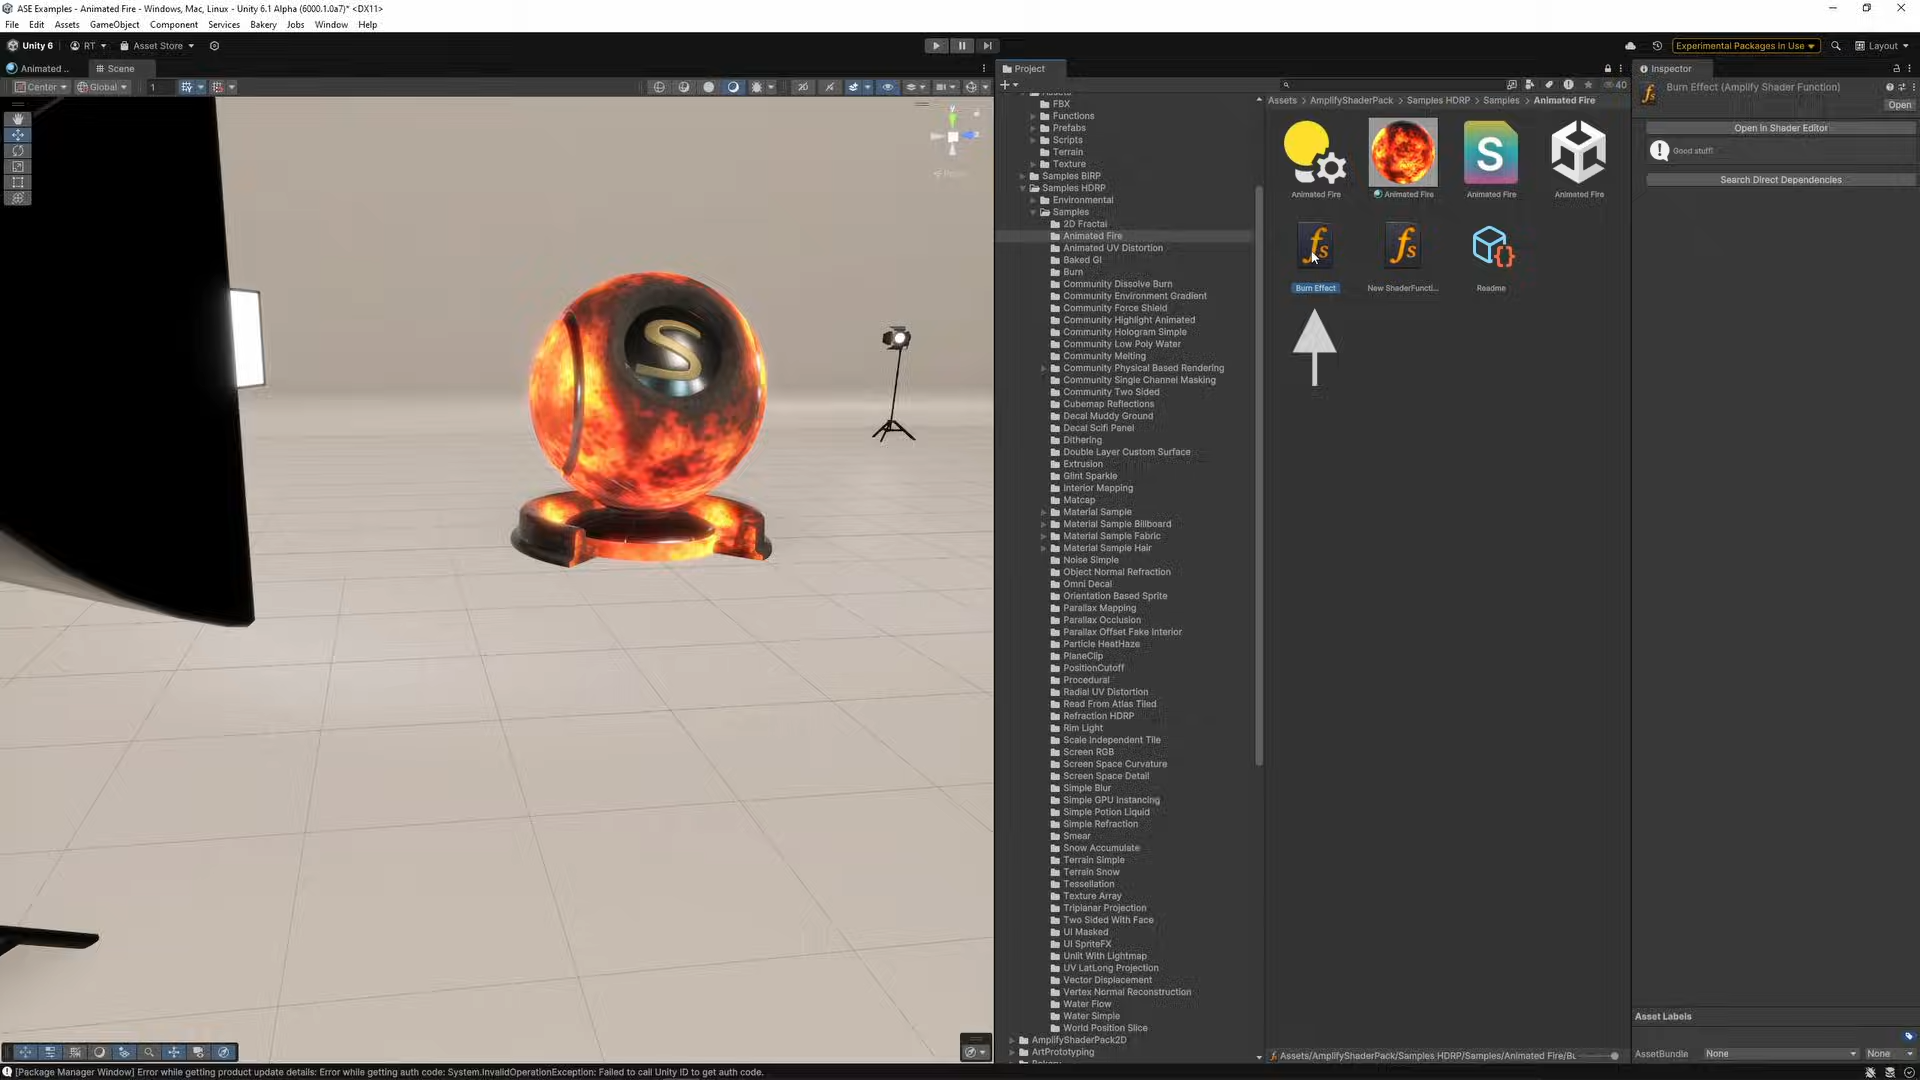 ASE Examples - Animated Fire - Windows, Mac, Linux - Unity 6.1 Alpha (6000.1.0a7)* <DX11>
File Edit Assets GameObject Component Services Bakery Jobs Window Help
Unity 6 RT Asset Store Experimental Packages In Use Layout
Animated .. Scene Project Inspector
Center Global 1 2D 40
Burn Effect (Amplify Shader Function)
Open
Assets AmplifyShaderPack Samples HDRP Samples Animated Fire
Open In Shader Editor
Good stuff!
Search Direct Dependencies
FBX
Functions
Prefabs
Scripts
Terrain
Texture
Samples BiRP
Samples HDRP
Environmental
Samples
2D Fractal
Animated Fire
Animated UV Distortion
Baked GI
Burn
Community Dissolve Burn
Community Environment Gradient
Community Force Shield
Community Highlight Animated
Community Hologram Simple
Community Low Poly Water
Community Melting
Community Physical Based Rendering
Community Single Channel Masking
Community Two Sided
Cubemap Reflections
Decal Muddy Ground
Decal Scifi Panel
Dithering
Double Layer Custom Surface
Extrusion
Glint Sparkle
Interior Mapping
Matcap
Material Sample
Material Sample Billboard
Material Sample Fabric
Material Sample Hair
Noise Simple
Object Normal Refraction
Omni Decal
Orientation Based Sprite
Parallax Mapping
Parallax Occlusion
Parallax Offset Fake Interior
Particle HeatHaze
PlaneClip
PositionCutoff
Procedural
Radial UV Distortion
Read From Atlas Tiled
Refraction HDRP
Rim Light
Scale Independent Tile
Screen RGB
Screen Space Curvature
Screen Space Detail
Simple Blur
Simple GPU Instancing
Simple Potion Liquid
Simple Refraction
Smear
Snow Accumulate
Terrain Simple
Terrain Snow
Tessellation
Texture Array
Triplanar Projection
Two Sided With Face
UI Masked
UI SpriteFX
Unlit With Lightmap
UV LatLong Projection
Vector Displacement
Vertex Normal Reconstruction
Water Flow
Water Simple
World Position Slice
AmplifyShaderPack2D
ArtPrototyping
S
Animated Fire Animated Fire Animated Fire Animated Fire
fs fs
Burn Effect New ShaderFuncti... Readme
S
Asset Labels
AssetBundle None None
Assets/AmplifyShaderPack/Samples HDRP/Samples/Animated Fire/Bu
[Package Manager Window] Error while getting product update details: Error while getting auth code: System.InvalidOperationException: Failed to call Unity ID to get auth code.